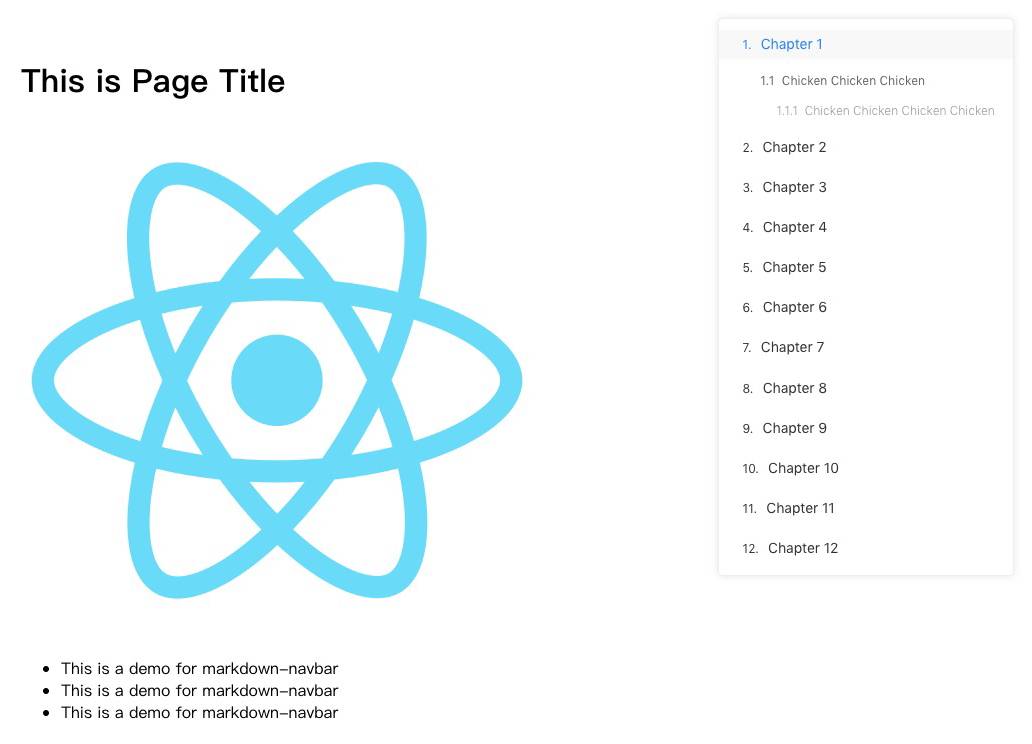 This is Page Title
This is a demo for markdown-navbar
This is a demo for markdown-navbar
This is a demo for markdown-navbar
1. Chapter 1
1.1 Chicken Chicken Chicken
1.1.1 Chicken Chicken Chicken Chicken
2. Chapter 2
3. Chapter 3
4. Chapter 4
5. Chapter 5
6. Chapter 6
7. Chapter 7
8. Chapter 8
9. Chapter 9
10. Chapter 10
11. Chapter 11
12. Chapter 12